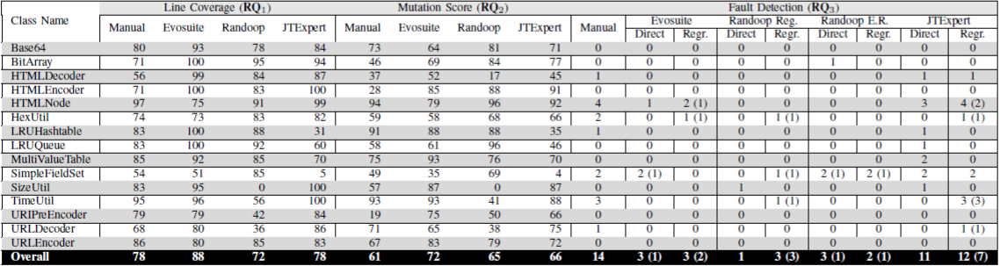 Class Name Line Coverage (RQ1) Mutation Score (RQ2) Fault Detection (RQ3)
Manual Evosuite Randoop JTExpert Manual Evosuite Randoop JTExpert Manual Evosuite Randoop Reg. Randoop E.R. JTExpert
Direct Regr. Direct Regr. Direct Regr. Direct Regr.
Base64 80 93 78 84 73 64 81 71 0 0 0 0 0 0 0 0 0
BitArray 71 100 95 94 46 69 84 77 0 0 0 0 0 1 0 0 0
HTMLDecoder 56 99 84 87 37 52 17 45 1 0 0 0 0 0 0 1 1
HTMLEncoder 71 100 83 100 28 85 88 91 0 0 0 0 0 0 0 0 0
HTMLNode 97 75 91 99 94 79 96 92 4 1 2 (1) 0 0 0 0 3 4 (2)
HexUtil 74 73 83 82 59 58 68 66 2 0 1 (1) 0 1 (1) 0 0 0 1 (1)
LRUHashtable 83 100 88 31 91 88 88 35 1 0 0 0 0 0 0 1 0
LRUQueue 83 100 92 60 58 61 96 46 0 0 0 0 0 0 0 1 0
MultiValueTable 85 92 85 70 75 93 76 70 0 0 0 0 0 0 0 2 0
SimpleFieldSet 54 51 85 5 49 35 69 4 2 2 (1) 0 0 1 (1) 2 (1) 2 (1) 2 2
SizeUtil 83 95 0 100 57 87 0 87 0 0 0 1 0 0 0 1 0
TimeUtil 95 96 56 100 93 93 41 88 3 0 0 0 1 (1) 0 0 0 3 (3)
URIPreEncoder 79 79 42 84 19 75 50 66 0 0 0 0 0 0 0 0 0
URLDecoder 68 80 36 86 71 65 38 75 1 0 0 0 0 0 0 0 1 (1)
URLEncoder 86 80 85 83 67 83 79 72 0 0 0 0 0 0 0 0 0
Overall 78 88 72 78 61 72 65 66 14 3 (1) 3 (2) 1 3 (3) 3 (1) 2 (1) 11 12 (7)